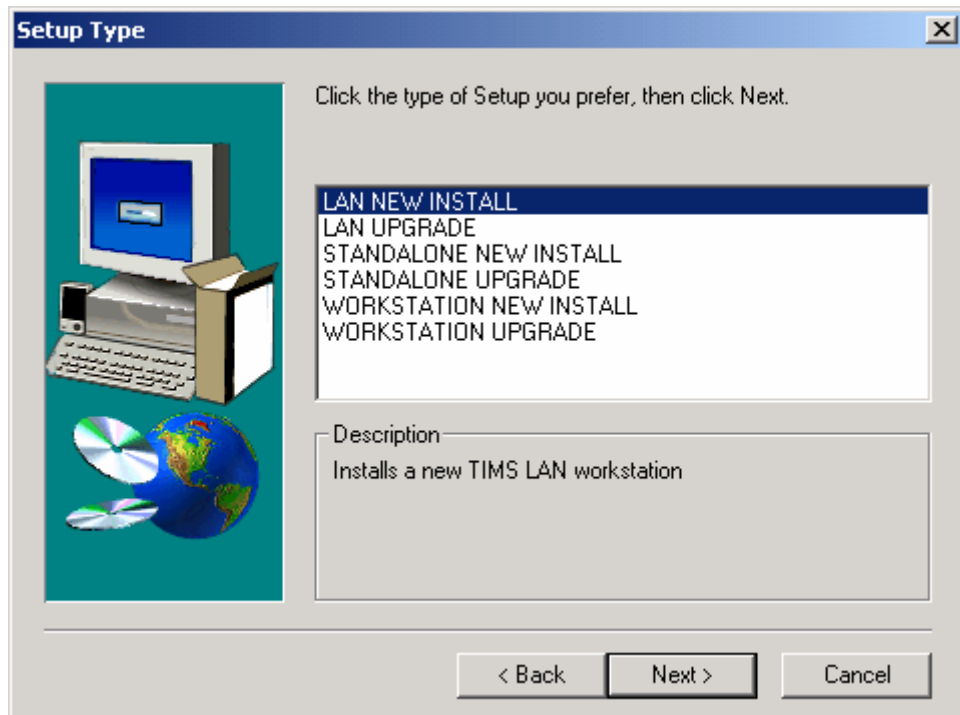 Setup Type
Click the type of Setup you prefer, then click Next.
LAN NEW INSTALL
LAN UPGRADE
STANDALONE NEW INSTALL
STANDALONE UPGRADE
WORKSTATION NEW INSTALL
WORKSTATION UPGRADE
Description
Installs a new TIMS LAN workstation
< Back
Next >
Cancel